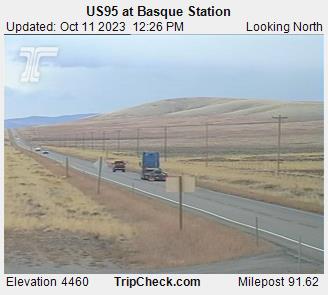 US95 at Basque Station
Updated: Oct 11 2023 12:26 PM Looking North
Elevation 4460 TripCheck.com Milepost 91.62